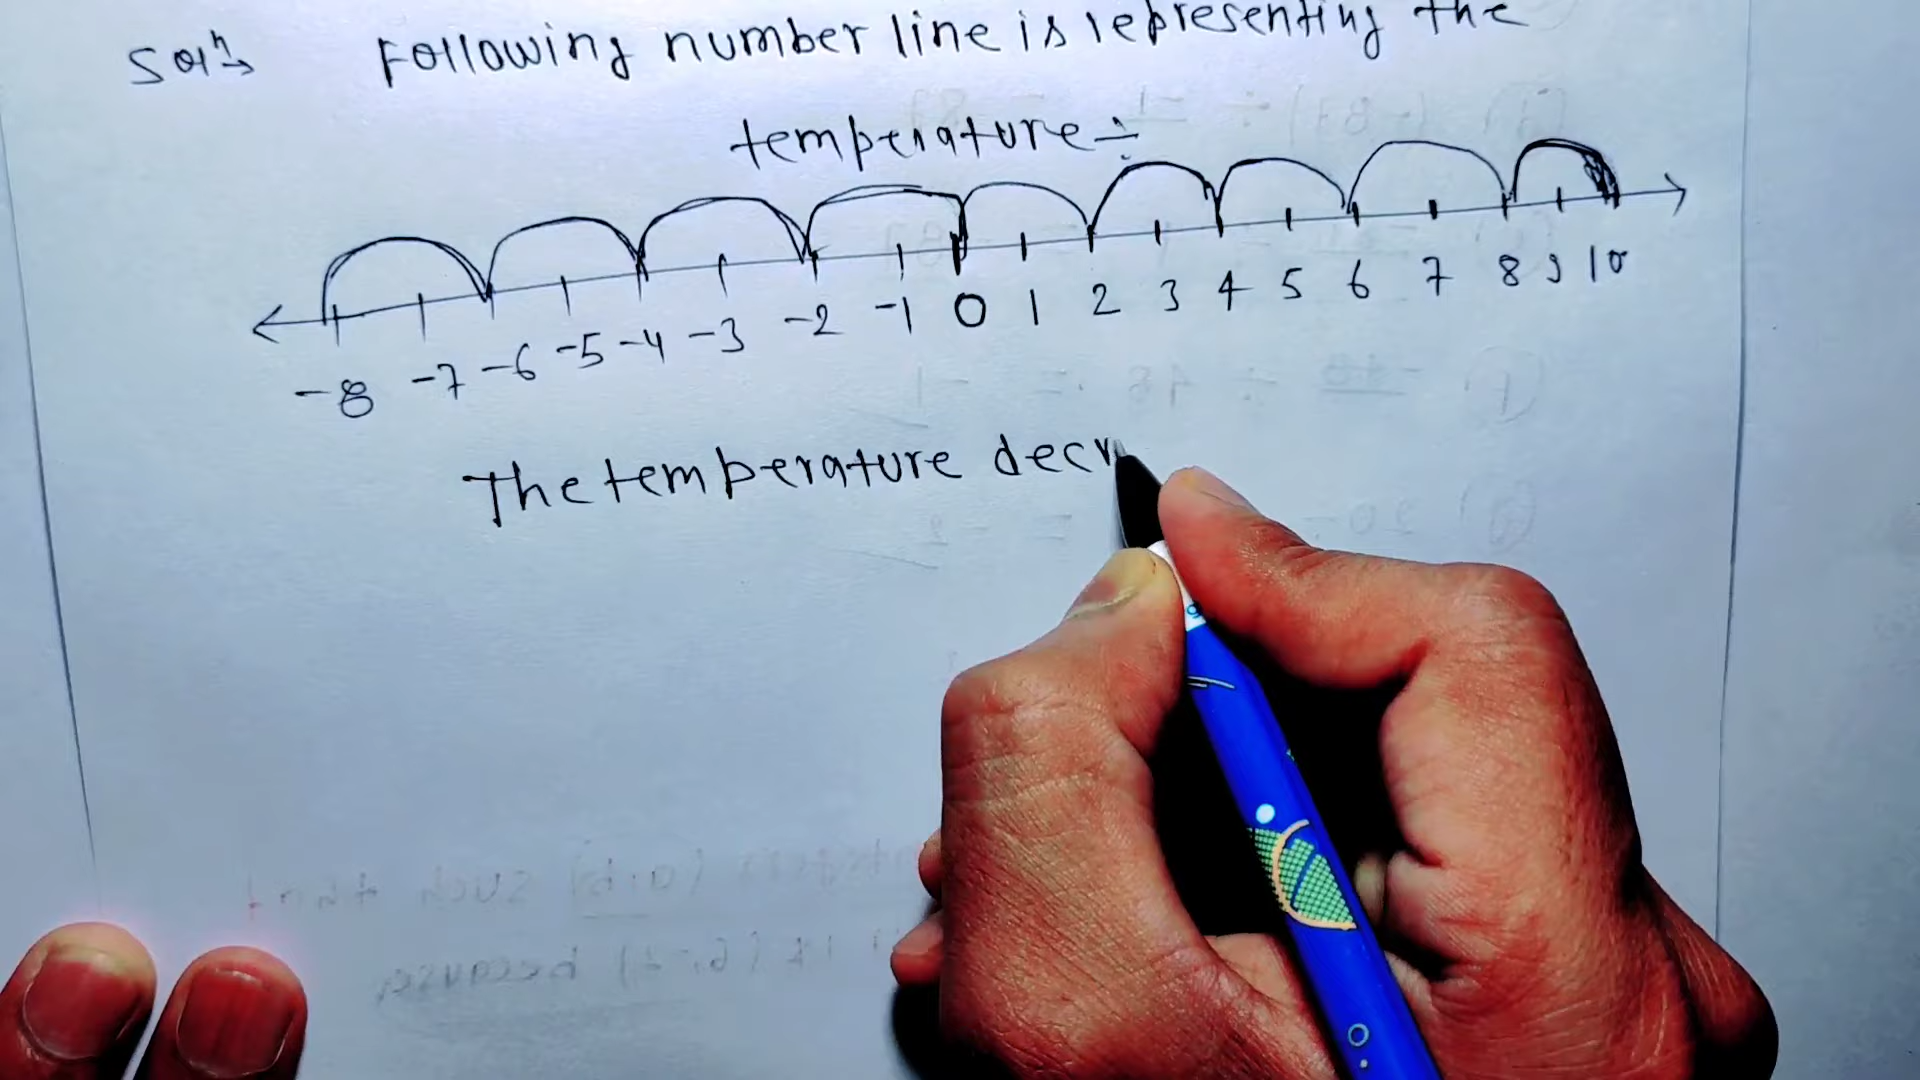 Solⁿ→ Following number line is representing the
temperature÷
-8 -7 -6 -5 -4 -3 -2 -1 0 1 2 3 4 5 6 7 8 9 10
The temperature decr